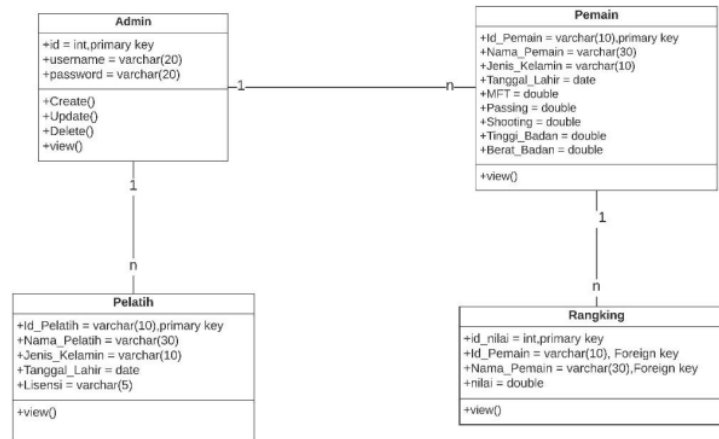 Admin
+id = int,primary key
+username = varchar(20)
+password = varchar(20)
+Create()
+Update()
+Delete()
+view()
1
n
Pemain
+Id_Pemain = varchar(10),primary key
+Nama_Pemain = varchar(30)
+Jenis_Kelamin = varchar(10)
+Tanggal_Lahir = date
+MFT = double
+Passing = double
+Shooting = double
+Tinggi_Badan = double
+Berat_Badan = double
+view()
1
n
1
n
Pelatih
+Id_Pelatih = varchar(10),primary key
+Nama_Pelatih = varchar(30)
+Jenis_Kelamin = varchar(10)
+Tanggal_Lahir = date
+Lisensi = varchar(5)
+view()
Rangking
+id_nilai = int,primary key
+Id_Pemain = varchar(10), Foreign key
+Nama_Pemain = varchar(30),Foreign key
+nilai = double
+view()